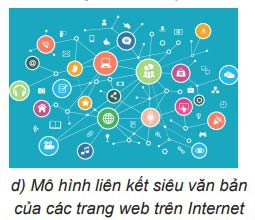 d) Mô hình liên kết siêu văn bản
của các trang web trên Internet